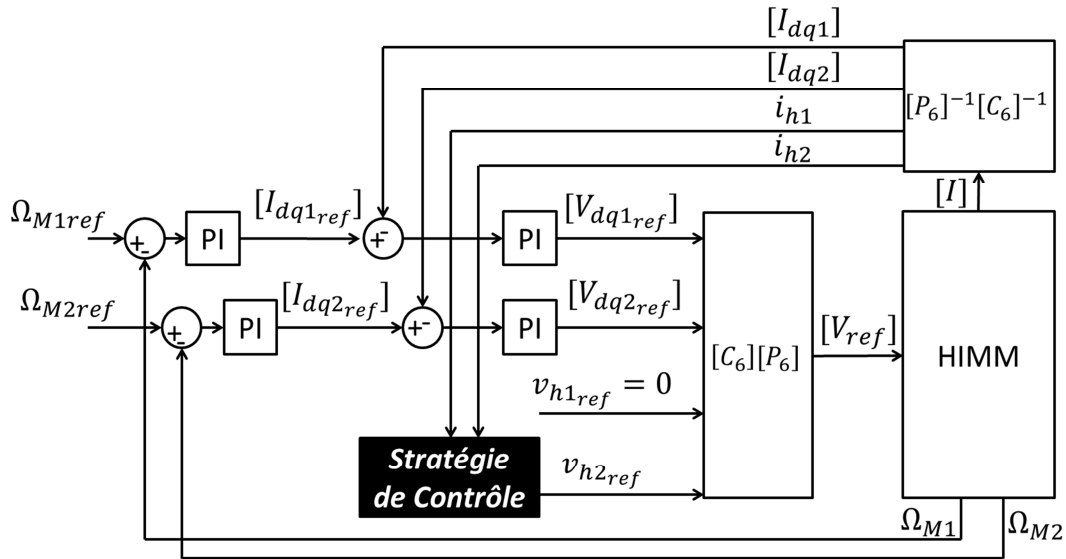 [I_{dq1}]
[I_{dq2}]
i_{h1}
i_{h2}
[P_6]^{-1}[C_6]^{-1}
[I]
Ω_{M1ref}
+ -
PI
[I_{dq1_{ref}}]
+ -
PI
[V_{dq1_{ref}}]
Ω_{M2ref}
+ -
PI
[I_{dq2_{ref}}]
+ -
PI
[V_{dq2_{ref}}]
[C_6][P_6]
[V_{ref}]
HIMM
v_{h1_{ref}} = 0
Stratégie
de Contrôle
v_{h2_{ref}}
Ω_{M1}
Ω_{M2}